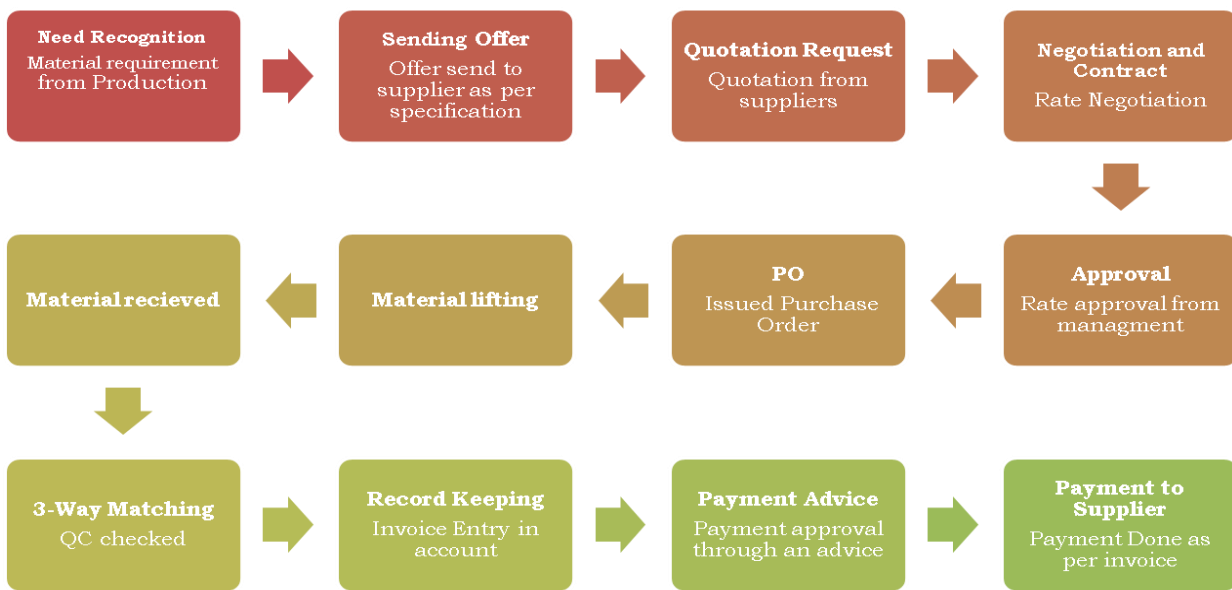 Need Recognition
Material requirement
from Production
Sending Offer
Offer send to
supplier as per
specification
Quotation Request
Quotation from
suppliers
Negotiation and
Contract
Rate Negotiation
Approval
Rate approval from
managment
PO
Issued Purchase
Order
Material lifting
Material recieved
3-Way Matching
QC checked
Record Keeping
Invoice Entry in
account
Payment Advice
Payment approval
through an advice
Payment to
Supplier
Payment Done as
per invoice